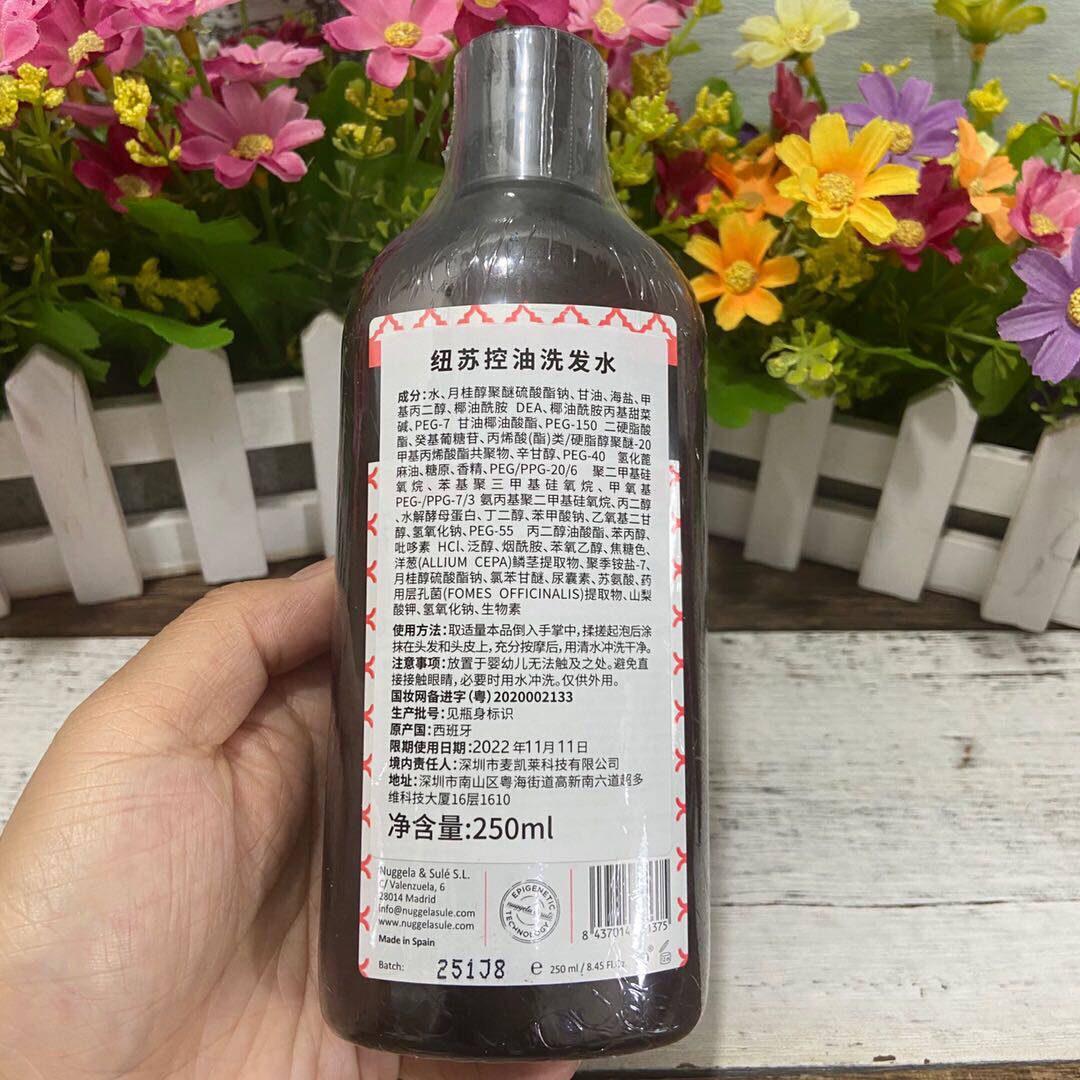 纽苏控油洗发水
成分:水、月桂醇聚醚硫酸酯钠、甘油、海盐、甲
基丙二醇、椰油酰胺 DEA、椰油酰胺丙基甜菜
碱、PEG-7 甘油椰油酸酯、PEG-150 二硬脂酸
酯、癸基葡糖苷、丙烯酸(酯)类/硬脂醇聚醚-20
甲基丙烯酸酯共聚物、辛甘醇、PEG-40 氢化蓖
麻油、糖原、香精、PEG/PPG-20/6 聚二甲基硅
氧烷、苯基聚三甲基硅氧烷、甲氧基
PEG-/PPG-7/3 氨丙基聚二甲基硅氧烷、丙二醇
、水解酵母蛋白、丁二醇、苯甲酸钠、乙氧基二甘
醇、氢氧化钠、PEG-55 丙二醇油酸酯、苯丙醇、
吡哆素 HCl、泛醇、烟酰胺、苯氧乙醇、焦糖色、
洋葱(ALLIUM CEPA)鳞茎提取物、聚季铵盐-7、
月桂醇硫酸酯钠、氯苯甘醚、尿囊素、苏氨酸、药
用层孔菌(FOMES OFFICINALIS)提取物、山梨
酸钾、氢氧化钠、生物素
使用方法:取适量本品倒入手掌中,揉搓起泡后涂
抹在头发和头皮上,充分按摩后,用清水冲洗干净。
注意事项:放置于婴幼儿无法触及之处。避免直
接接触眼睛,必要时用水冲洗。仅供外用。
国妆网备进字(粤)2020002133
生产批号:见瓶身标识
原产国:西班牙
限期使用日期:2022年11月11日
境内责任人:深圳市麦凯莱科技有限公司
地址:深圳市南山区粤海街道高新南六道超多
维科技大厦16层1610
净含量:250ml
Nuggela & Sulé S.L.
C/ Valenzuela, 6
28014 Madrid
info@nuggelasule.com
www.nuggelasule.com
Made in Spain
EPIGENETIC
nuggela & sulé
TECHNOLOGY
8 437014 1375
Batch: 251J8 e 250 ml / 8.45 Fl.